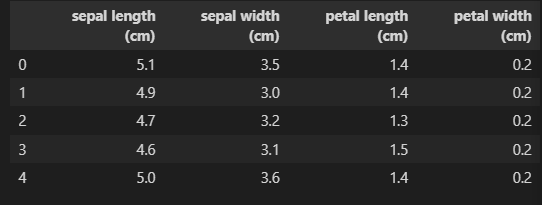 sepal length sepal width petal length petal width
(cm) (cm) (cm) (cm)
0 5.1 3.5 1.4 0.2
1 4.9 3.0 1.4 0.2
2 4.7 3.2 1.3 0.2
3 4.6 3.1 1.5 0.2
4 5.0 3.6 1.4 0.2